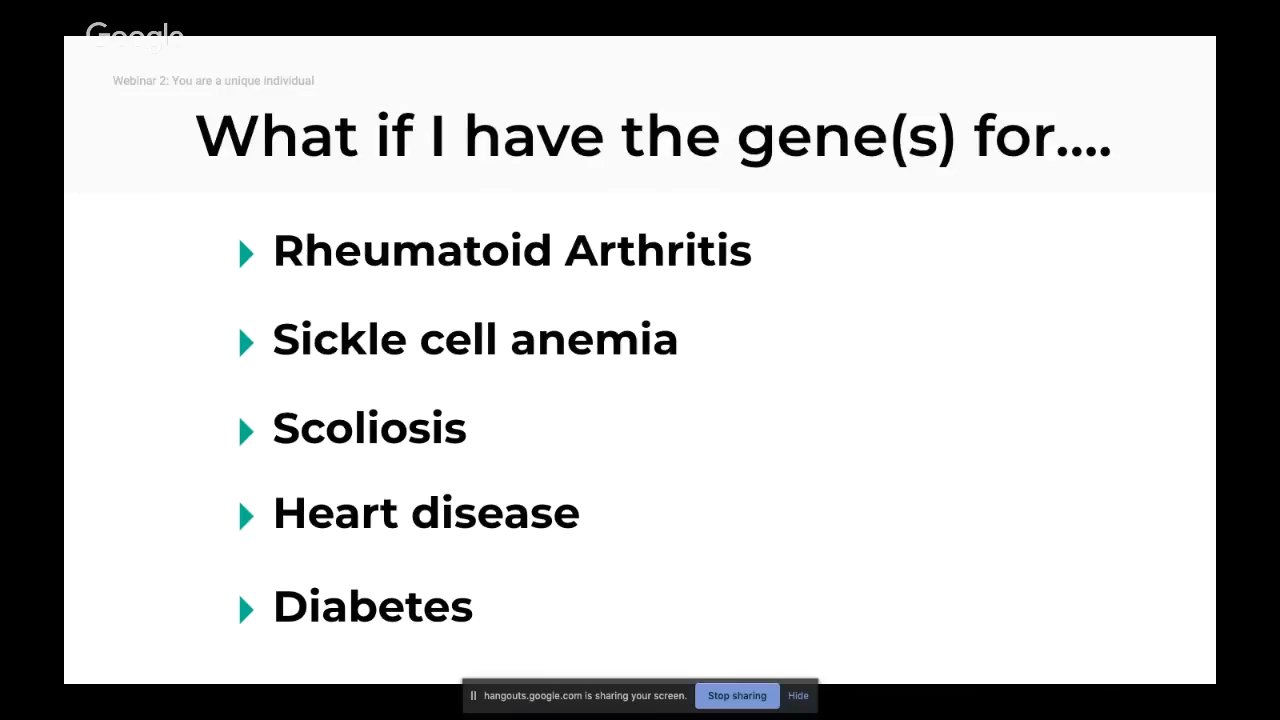 Google
Webinar 2: You are a unique individual
What if I have the gene(s) for....
Rheumatoid Arthritis
Sickle cell anemia
Scoliosis
Heart disease
Diabetes
hangouts.google.com is sharing your screen. Stop sharing Hide